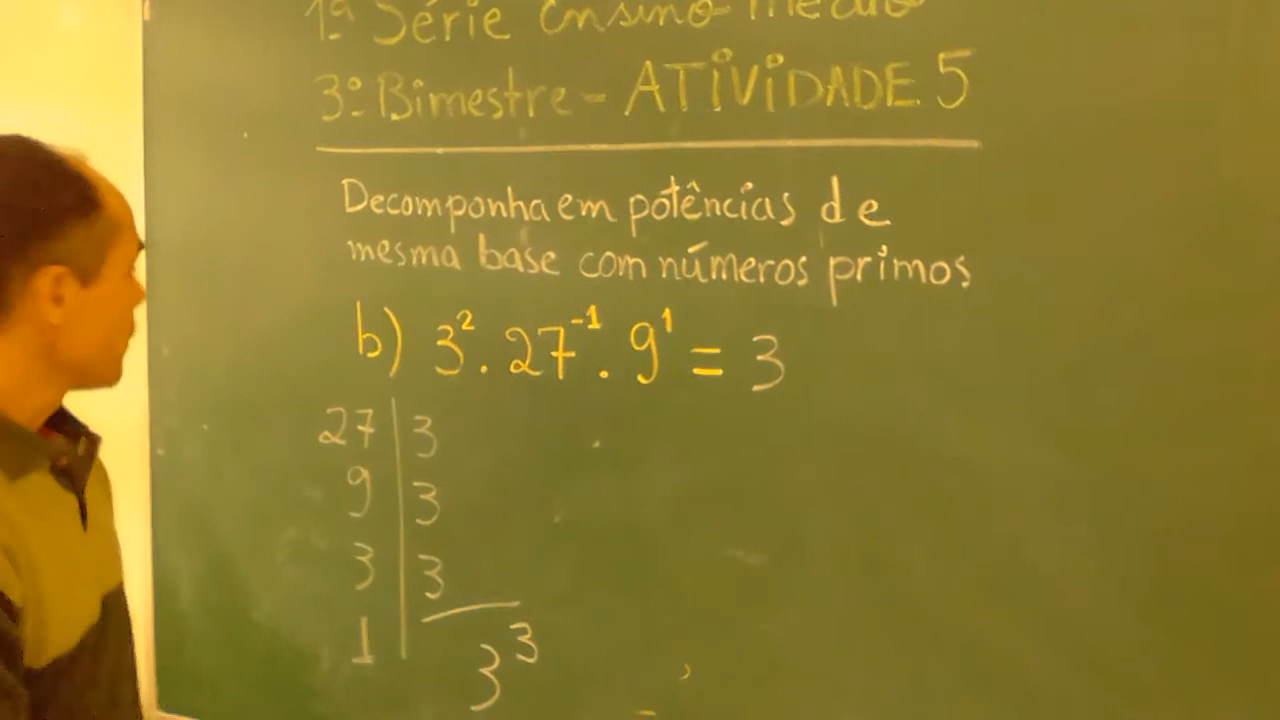 1ª Série Ensino Médio
3º Bimestre - ATIVIDADE 5
Decomponha em potências de
mesma base com números primos
b) 3² . 27⁻¹ . 9¹ = 3
27 | 3
9 | 3
3 | 3
1 | 3³